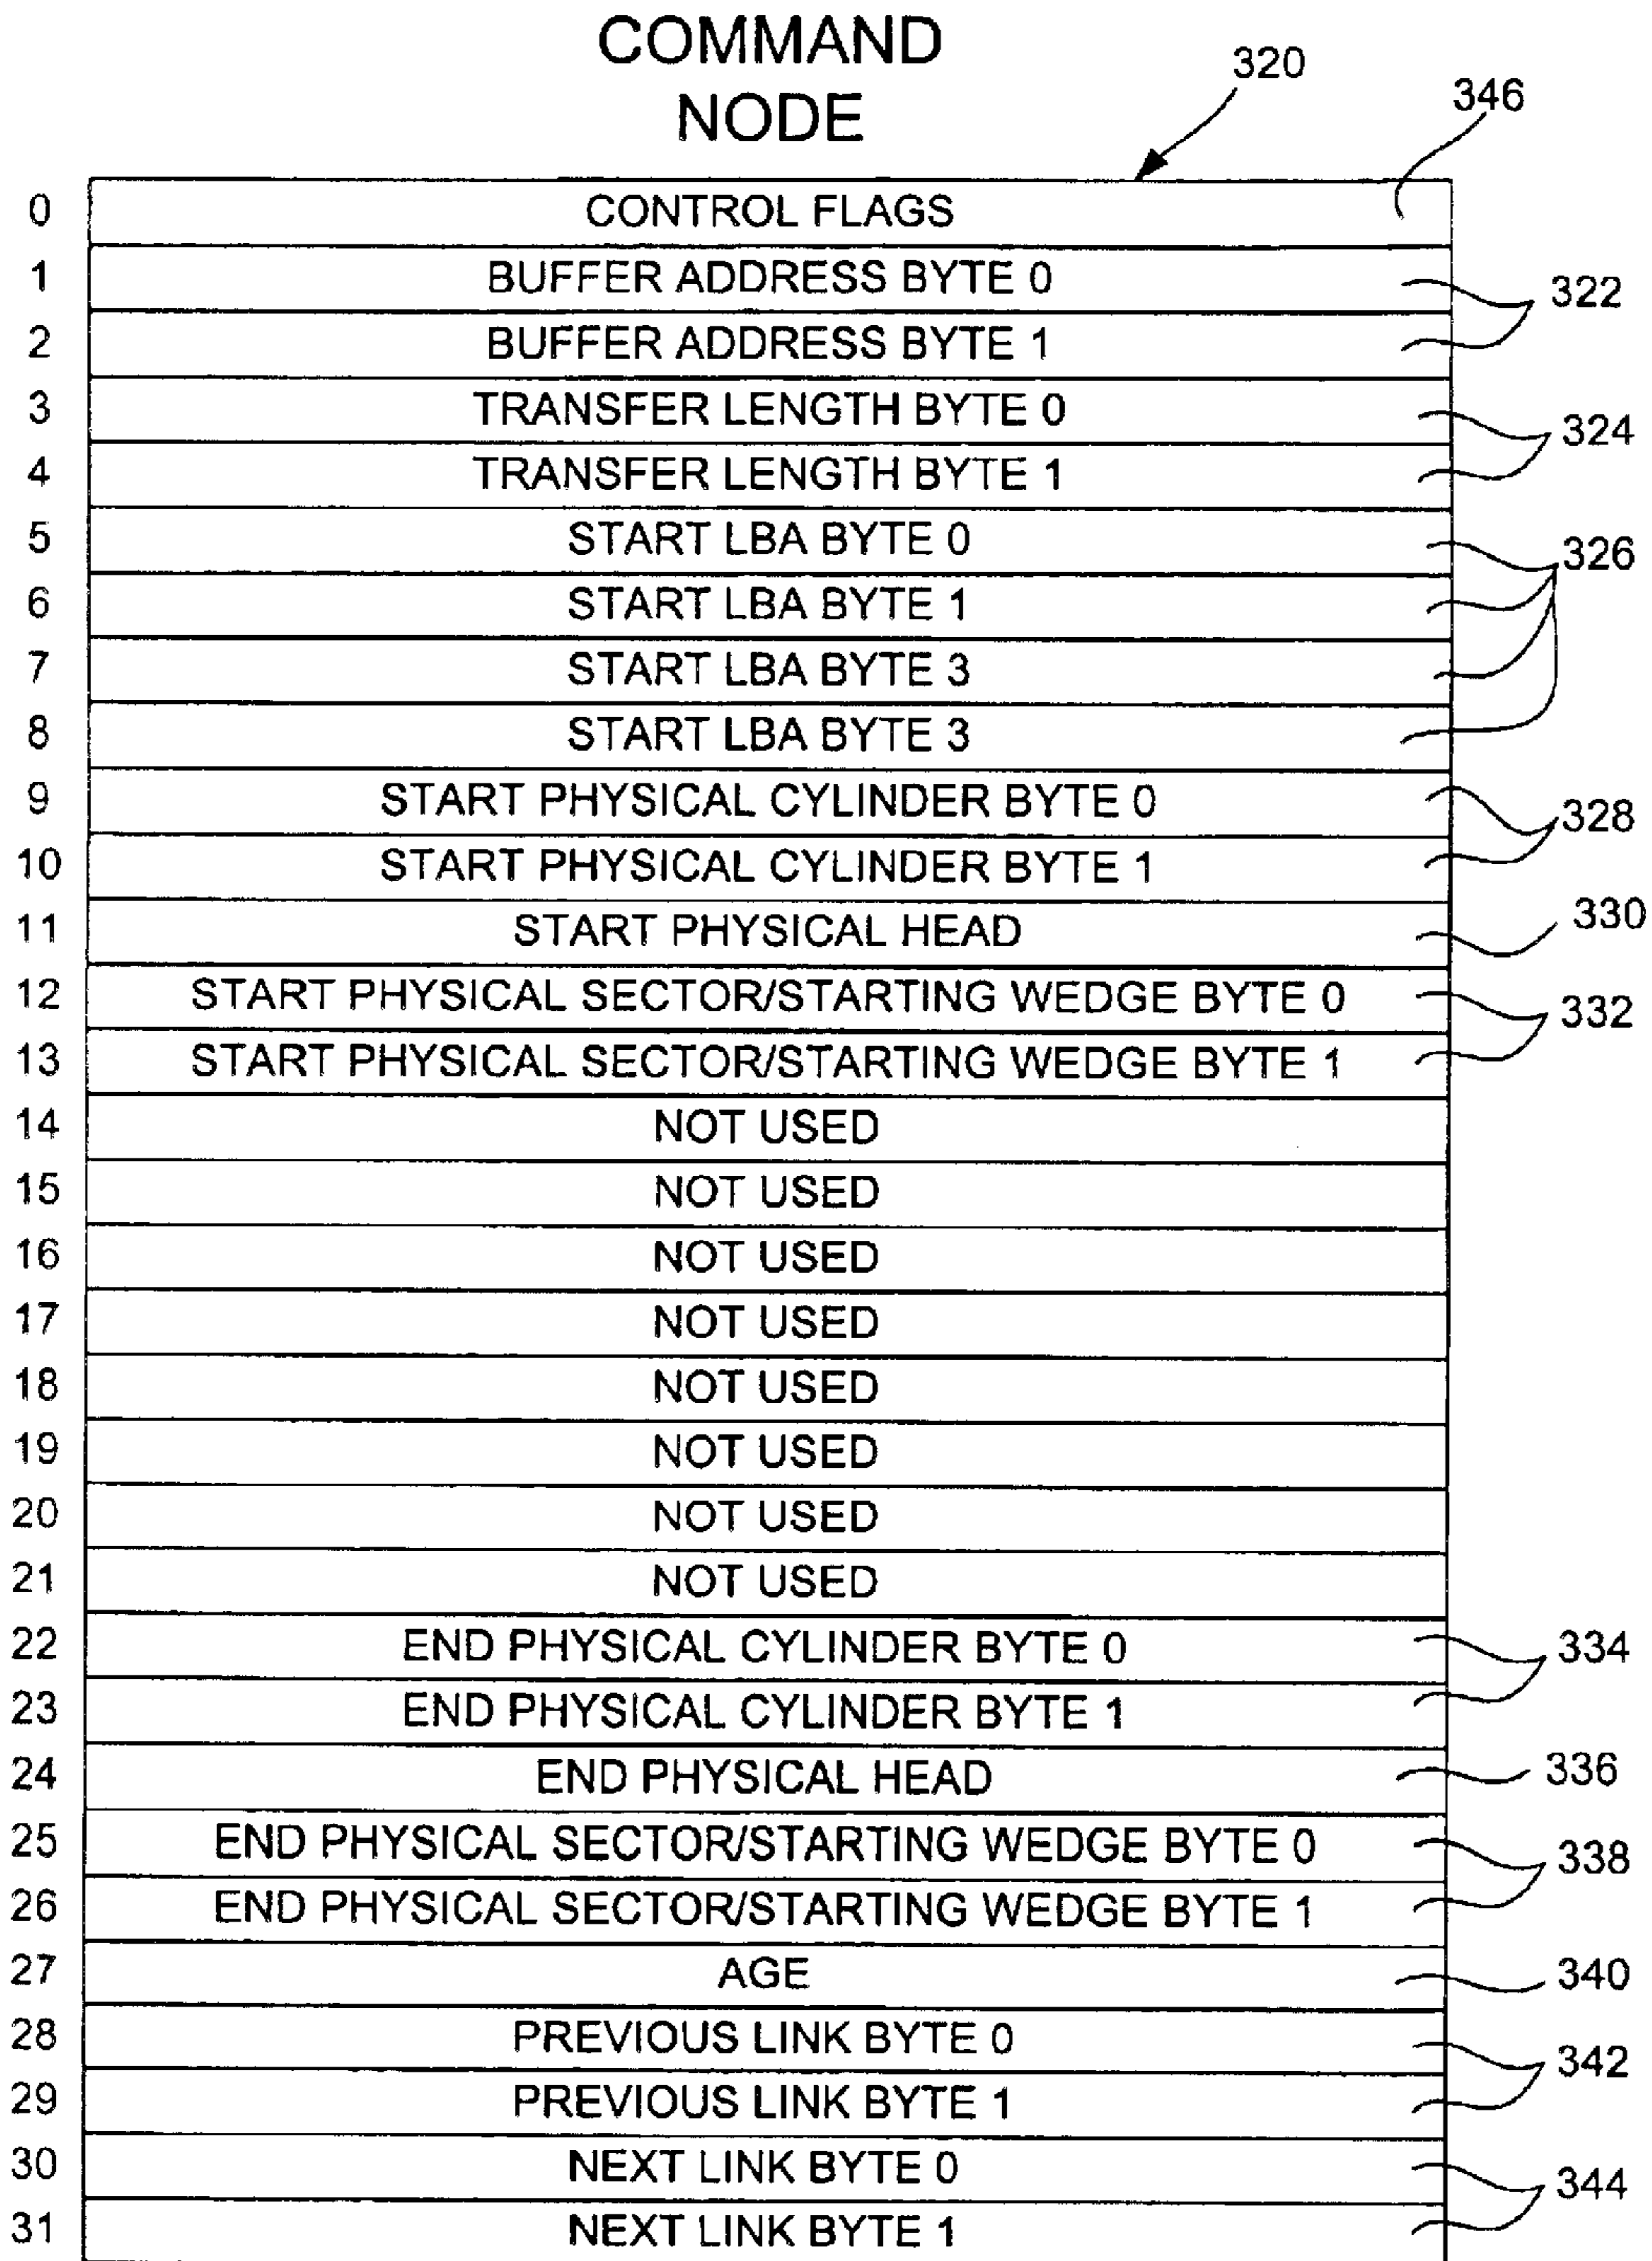 COMMAND
NODE
320
346
0 CONTROL FLAGS
1 BUFFER ADDRESS BYTE 0
322
2 BUFFER ADDRESS BYTE 1
3 TRANSFER LENGTH BYTE 0
324
4 TRANSFER LENGTH BYTE 1
5 START LBA BYTE 0
326
6 START LBA BYTE 1
7 START LBA BYTE 3
8 START LBA BYTE 3
9 START PHYSICAL CYLINDER BYTE 0
328
10 START PHYSICAL CYLINDER BYTE 1
11 START PHYSICAL HEAD 330
12 START PHYSICAL SECTOR/STARTING WEDGE BYTE 0
332
13 START PHYSICAL SECTOR/STARTING WEDGE BYTE 1
14 NOT USED
15 NOT USED
16 NOT USED
17 NOT USED
18 NOT USED
19 NOT USED
20 NOT USED
21 NOT USED
22 END PHYSICAL CYLINDER BYTE 0 334
23 END PHYSICAL CYLINDER BYTE 1
24 END PHYSICAL HEAD 336
25 END PHYSICAL SECTOR/STARTING WEDGE BYTE 0
338
26 END PHYSICAL SECTOR/STARTING WEDGE BYTE 1
27 AGE 340
28 PREVIOUS LINK BYTE 0
342
29 PREVIOUS LINK BYTE 1
30 NEXT LINK BYTE 0
344
31 NEXT LINK BYTE 1